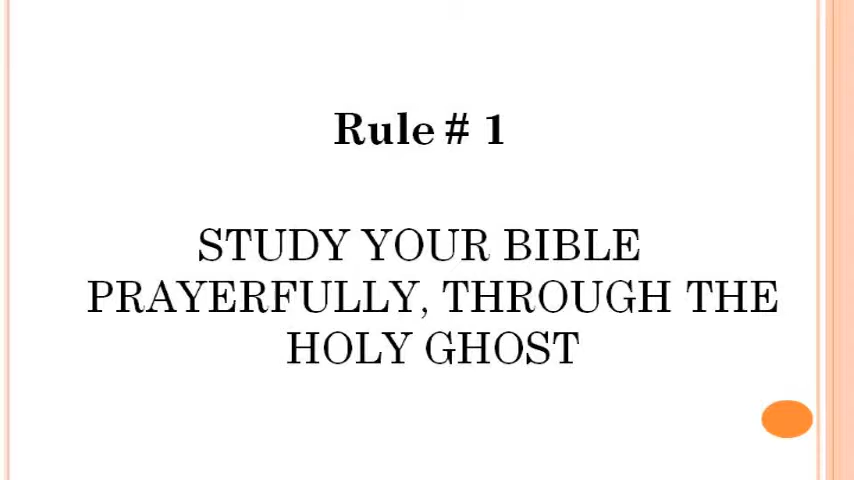 Rule # 1
STUDY YOUR BIBLE
PRAYERFULLY, THROUGH THE
HOLY GHOST